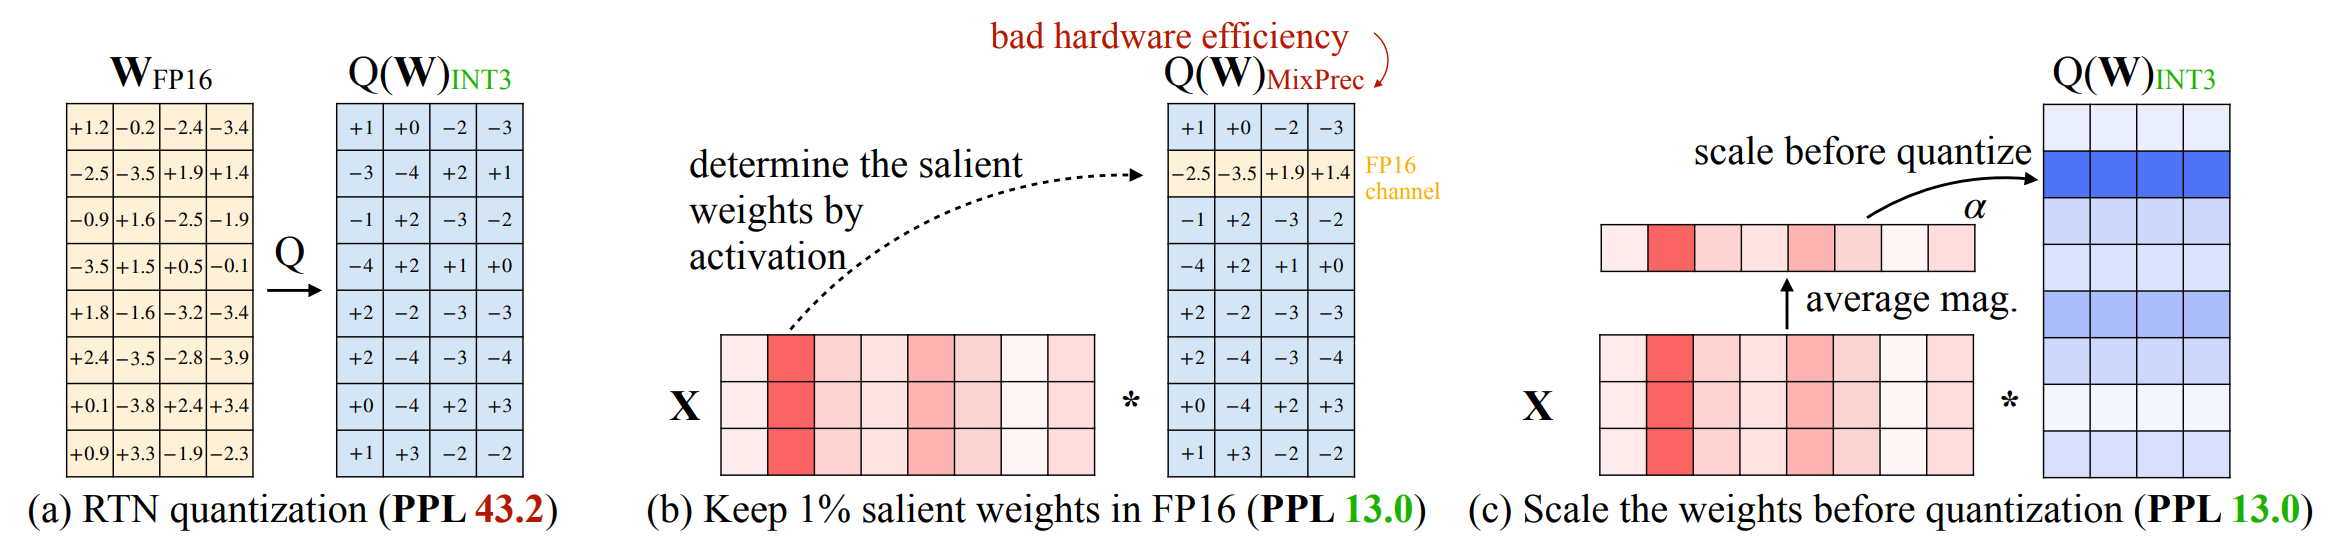 bad hardware efficiency
W FP16
Q(W) INT3
Q(W) MixPrec
Q(W) INT3
+1.2 −0.2 −2.4 −3.4
−2.5 −3.5 +1.9 +1.4
−0.9 +1.6 −2.5 −1.9
−3.5 +1.5 +0.5 −0.1
+1.8 −1.6 −3.2 −3.4
+2.4 −3.5 −2.8 −3.9
+0.1 −3.8 +2.4 +3.4
+0.9 +3.3 −1.9 −2.3
Q
+1 +0 −2 −3
−3 −4 +2 +1
−1 +2 −3 −2
−4 +2 +1 +0
+2 −2 −3 −3
+2 −4 −3 −4
+0 −4 +2 +3
+1 +3 −2 −2
determine the salient
weights by
activation
X
*
+1 +0 −2 −3
−2.5 −3.5 +1.9 +1.4
−1 +2 −3 −2
−4 +2 +1 +0
+2 −2 −3 −3
+2 −4 −3 −4
+0 −4 +2 +3
+1 +3 −2 −2
FP16
channel
scale before quantize
α
average mag.
X
*
(a) RTN quantization (PPL 43.2)
(b) Keep 1% salient weights in FP16 (PPL 13.0)
(c) Scale the weights before quantization (PPL 13.0)